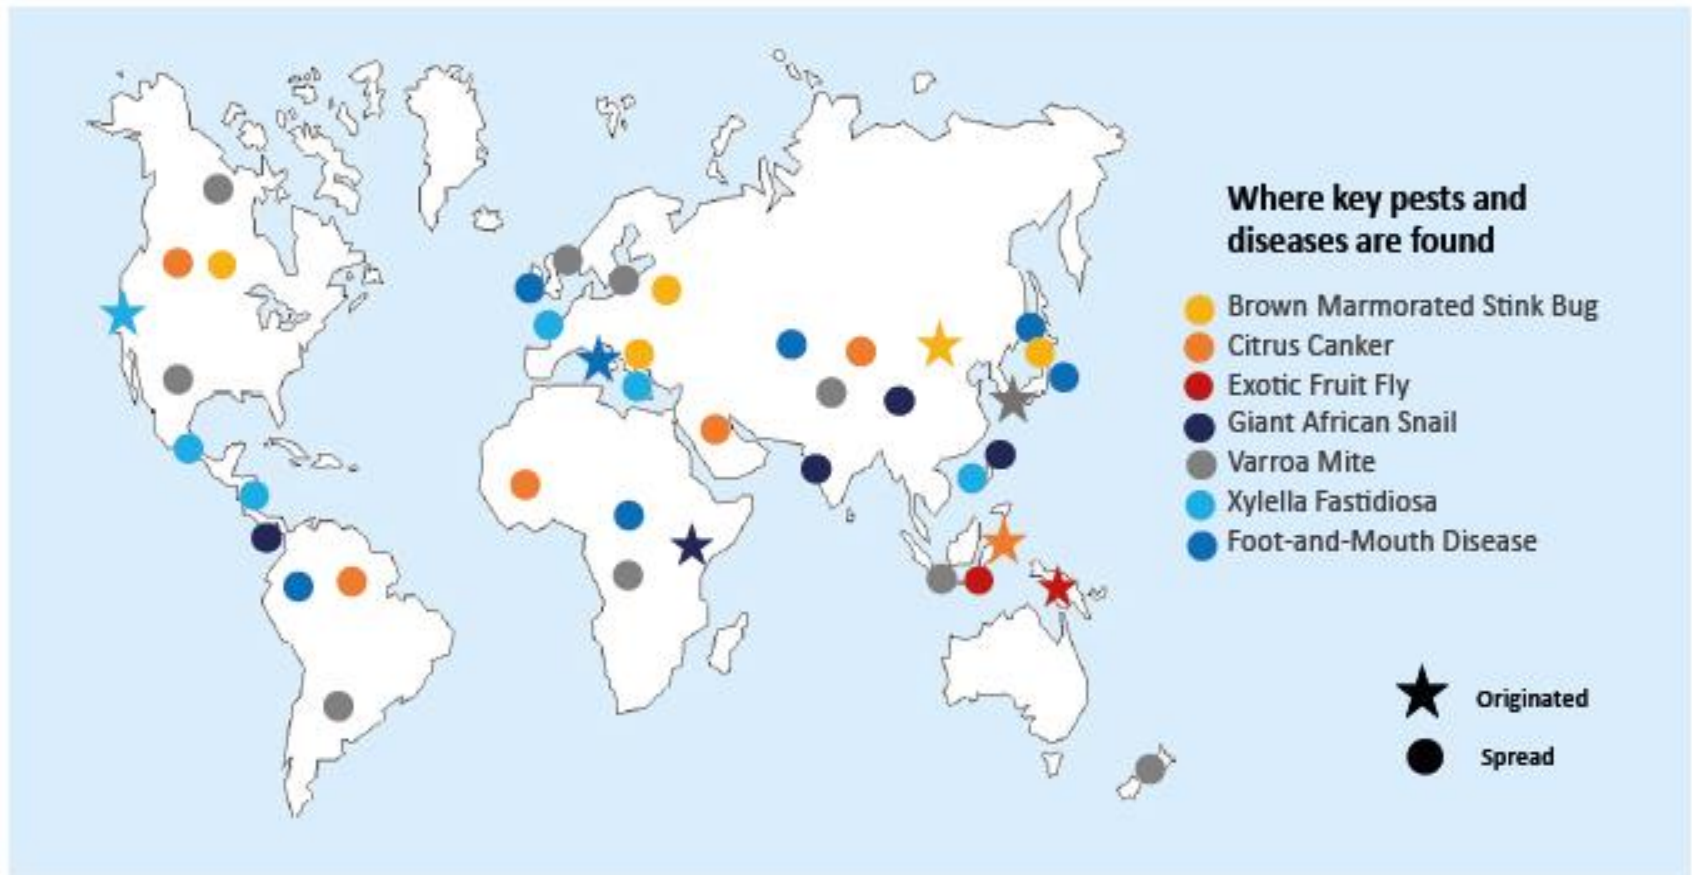 Where key pests and
diseases are found
Brown Marmorated Stink Bug
Citrus Canker
Exotic Fruit Fly
Giant African Snail
Varroa Mite
Xylella Fastidiosa
Foot-and-Mouth Disease
Originated
Spread